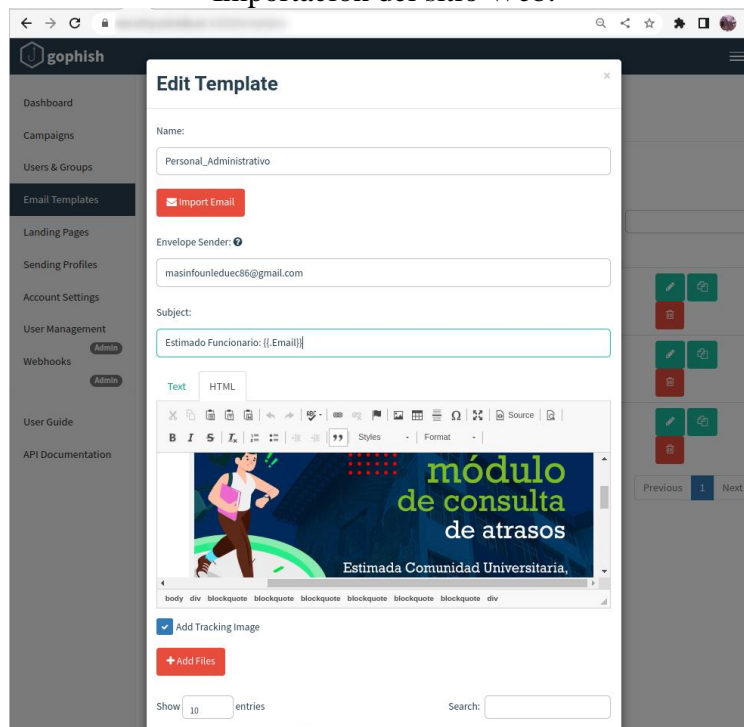 Importación del sitio Web.
gophish
Edit Template
×
Dashboard
Campaigns
Users & Groups
Email Templates
Landing Pages
Sending Profiles
Account Settings
User Management
Admin
Webhooks
Admin
User Guide
API Documentation
Name:
Personal_Administrativo
Import Email
Envelope Sender:
masinfounleduec86@gmail.com
Subject:
Estimado Funcionario: {{.Email}}
Text HTML
Source
B I S Styles Format
módulo
de consulta
de atrasos
Estimada Comunidad Universitaria,
body div blockquote blockquote blockquote blockquote blockquote blockquote div
Add Tracking Image
+ Add Files
Show 10 entries Search:
Previous 1 Next